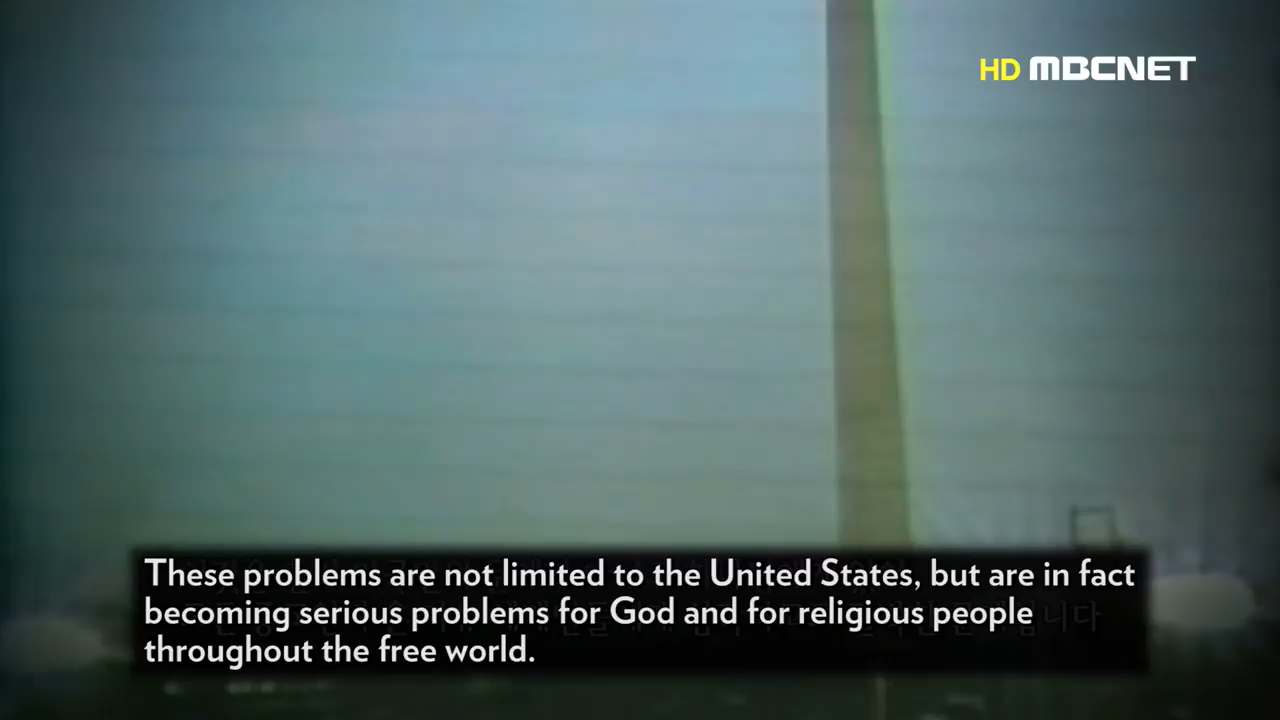 HD MBCNET
These problems are not limited to the United States, but are in fact
becoming serious problems for God and for religious people
throughout the free world.